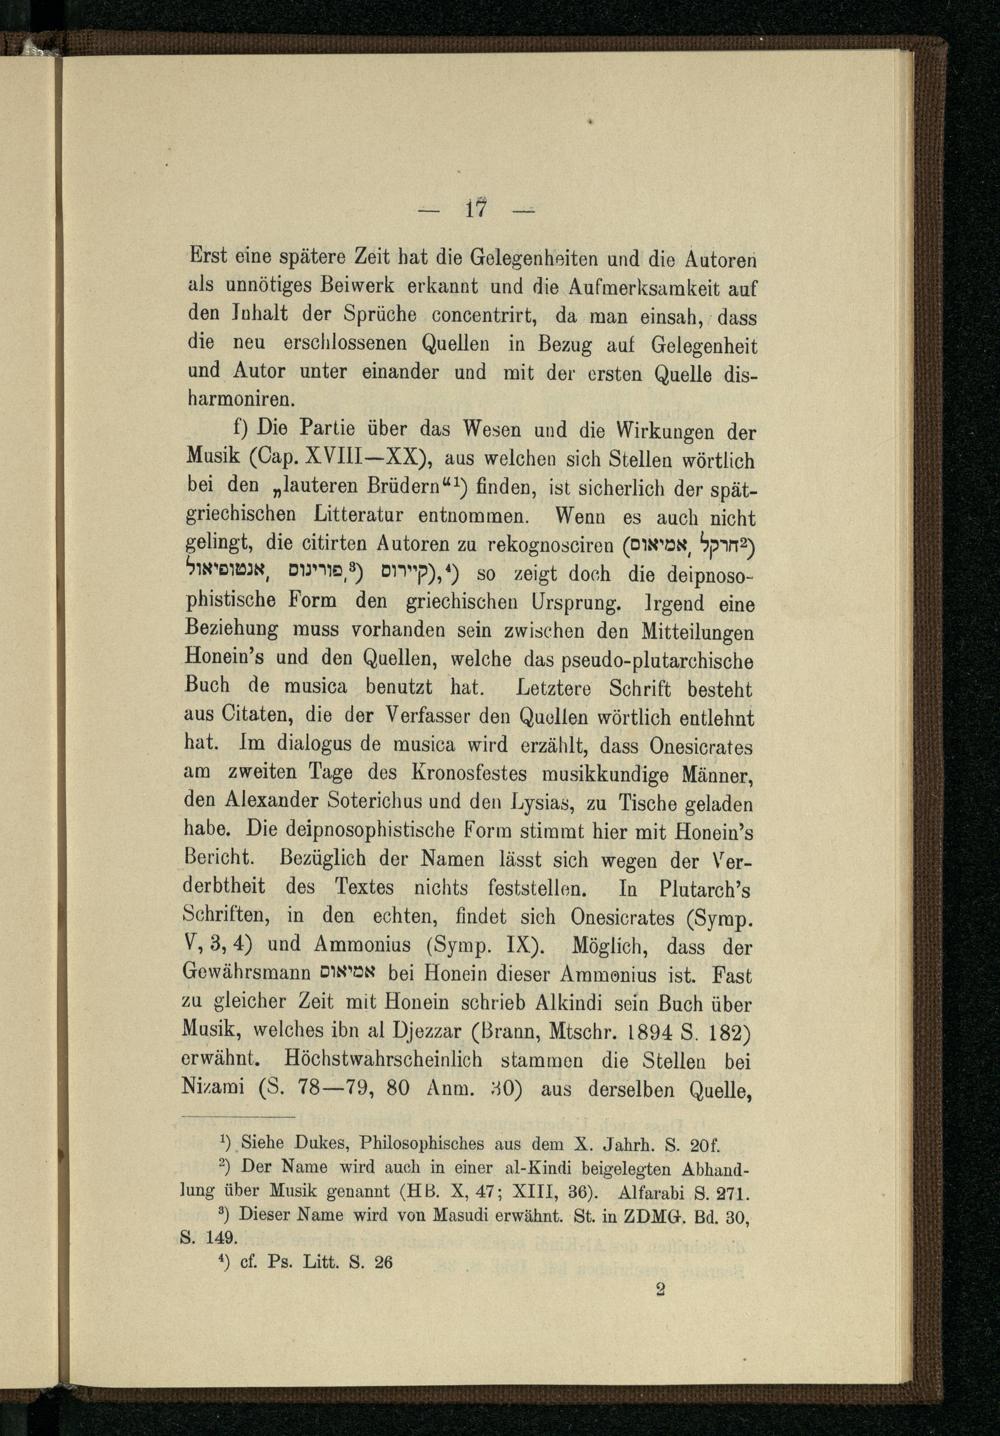 — 17 —
Erst eine spätere Zeit hat die Gelegenheiten und die Autoren
als unnötiges Beiwerk erkannt und die Aufmerksamkeit auf
den Inhalt der Sprüche concentrirt, da man einsah, dass
die neu erschlossenen Quellen in Bezug auf Gelegenheit
und Autor unter einander und mit der ersten Quelle dis-
harmoniren.
f) Die Partie über das Wesen und die Wirkungen der
Musik (Cap. XVIII—XX), aus welchen sich Stellen wörtlich
bei den „lauteren Brüdern“¹) finden, ist sicherlich der spät-
griechischen Litteratur entnommen. Wenn es auch nicht
gelingt, die citirten Autoren zu rekognosciren (חרקל ,אמיאוס²)
אנטופיאול, פורינוס,³) קיירוס),⁴) so zeigt doch die deipnoso-
phistische Form den griechischen Ursprung. Irgend eine
Beziehung muss vorhanden sein zwischen den Mitteilungen
Honein's und den Quellen, welche das pseudo-plutarchische
Buch de musica benutzt hat. Letztere Schrift besteht
aus Citaten, die der Verfasser den Quellen wörtlich entlehnt
hat. Im dialogus de musica wird erzählt, dass Onesicrates
am zweiten Tage des Kronosfestes musikkundige Männer,
den Alexander Soterichus und den Lysias, zu Tische geladen
habe. Die deipnosophistische Form stimmt hier mit Honein's
Bericht. Bezüglich der Namen lässt sich wegen der Ver-
derbtheit des Textes nichts feststellen. In Plutarch's
Schriften, in den echten, findet sich Onesicrates (Symp.
V, 3, 4) und Ammonius (Symp. IX). Möglich, dass der
Gewährsmann אמיאוס bei Honein dieser Ammonius ist. Fast
zu gleicher Zeit mit Honein schrieb Alkindi sein Buch über
Musik, welches ibn al Djezzar (Brann, Mtschr. 1894 S. 182)
erwähnt. Höchstwahrscheinlich stammen die Stellen bei
Nizami (S. 78—79, 80 Anm. 30) aus derselben Quelle,
¹) Siehe Dukes, Philosophisches aus dem X. Jahrh. S. 20f.
²) Der Name wird auch in einer al-Kindi beigelegten Abhand-
lung über Musik genannt (HB. X, 47; XIII, 36). Alfarabi S. 271.
³) Dieser Name wird von Masudi erwähnt. St. in ZDMG. Bd. 30,
S. 149.
⁴) cf. Ps. Litt. S. 26
2